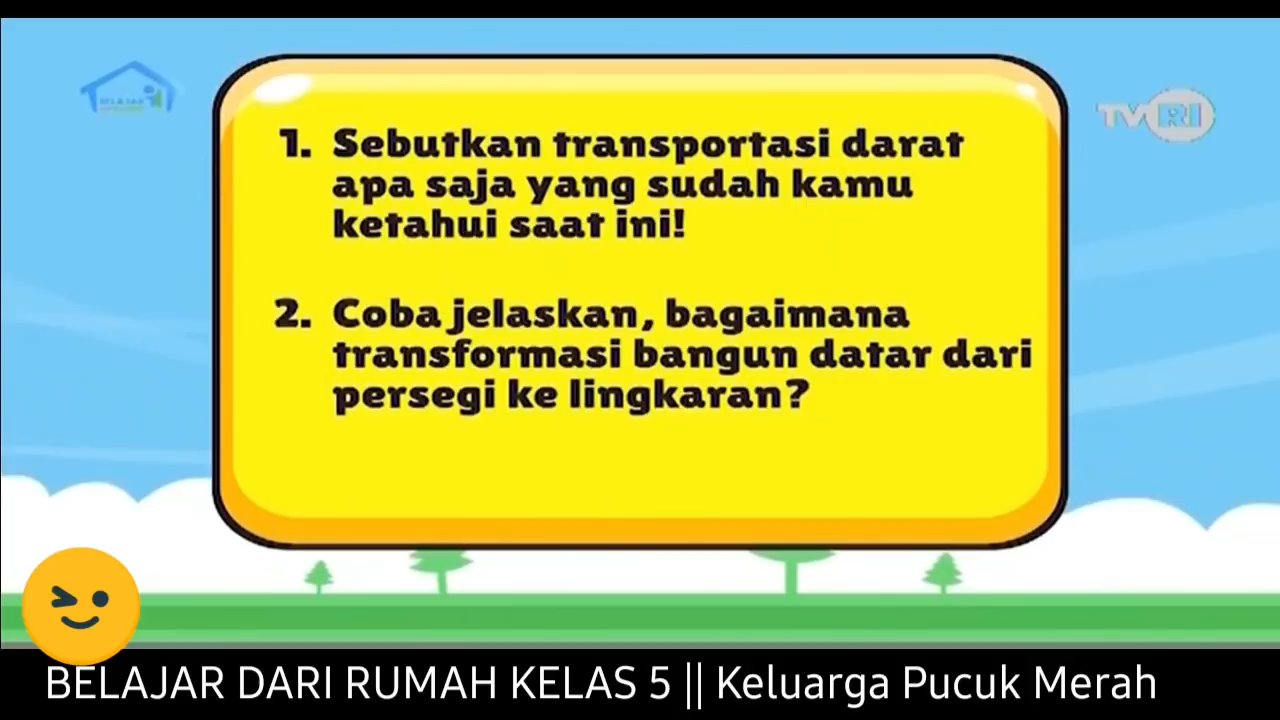 BELAJAR
TVRI
1. Sebutkan transportasi darat
apa saja yang sudah kamu
ketahui saat ini!
2. Coba jelaskan, bagaimana
transformasi bangun datar dari
persegi ke lingkaran?
BELAJAR DARI RUMAH KELAS 5 || Keluarga Pucuk Merah